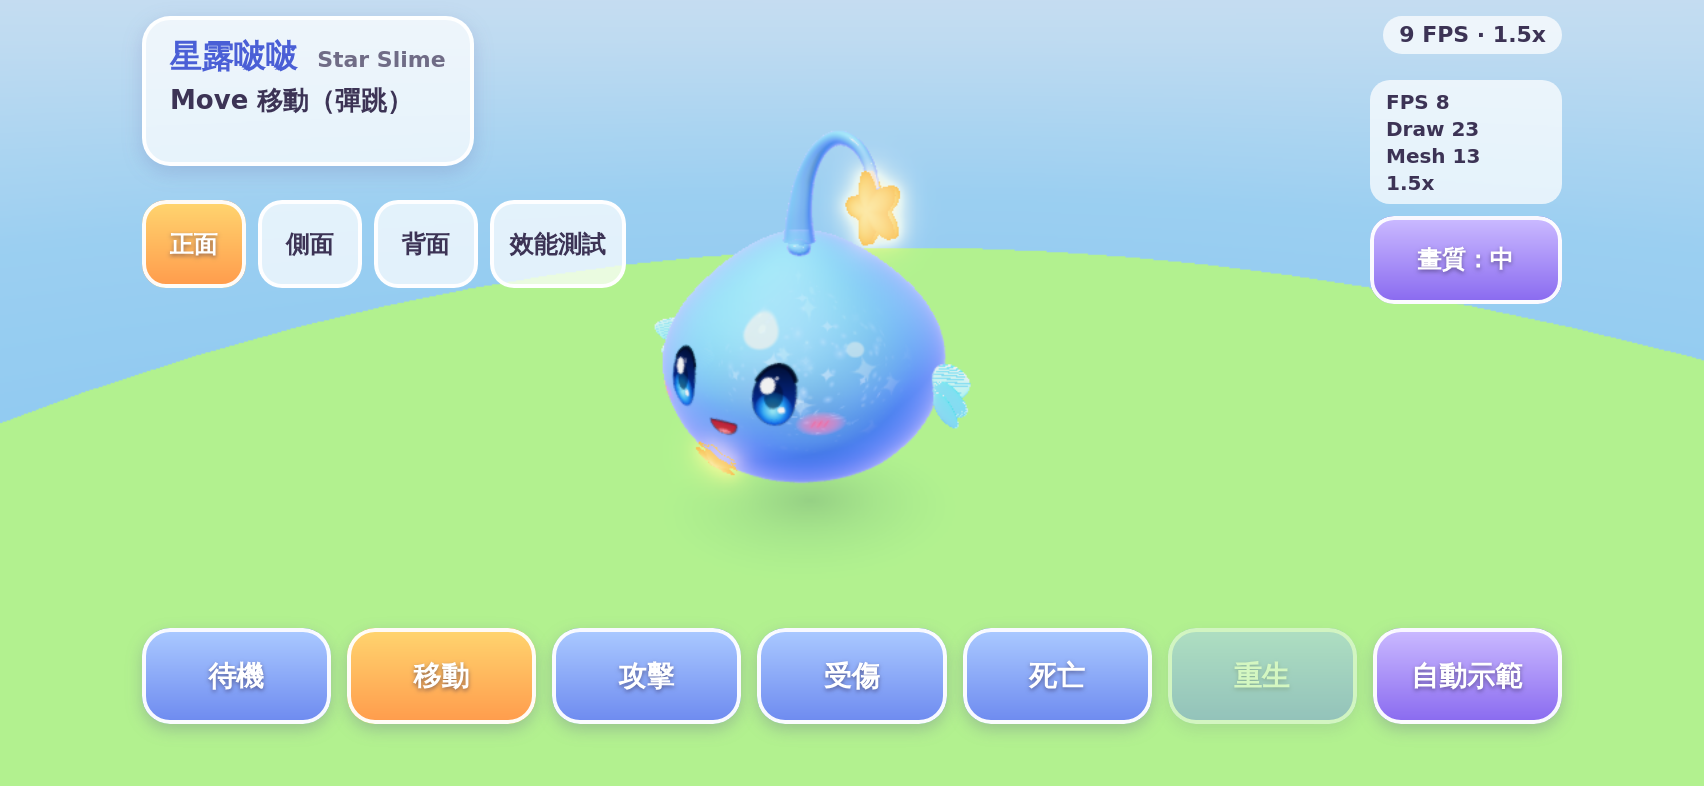 星露啵啵 Star Slime
Move 移動（彈跳）
9 FPS · 1.5x
FPS 8
Draw 23
Mesh 13
1.5x
正面 側面 背面 效能測試
畫質：中
待機 移動 攻擊 受傷 死亡 重生 自動示範